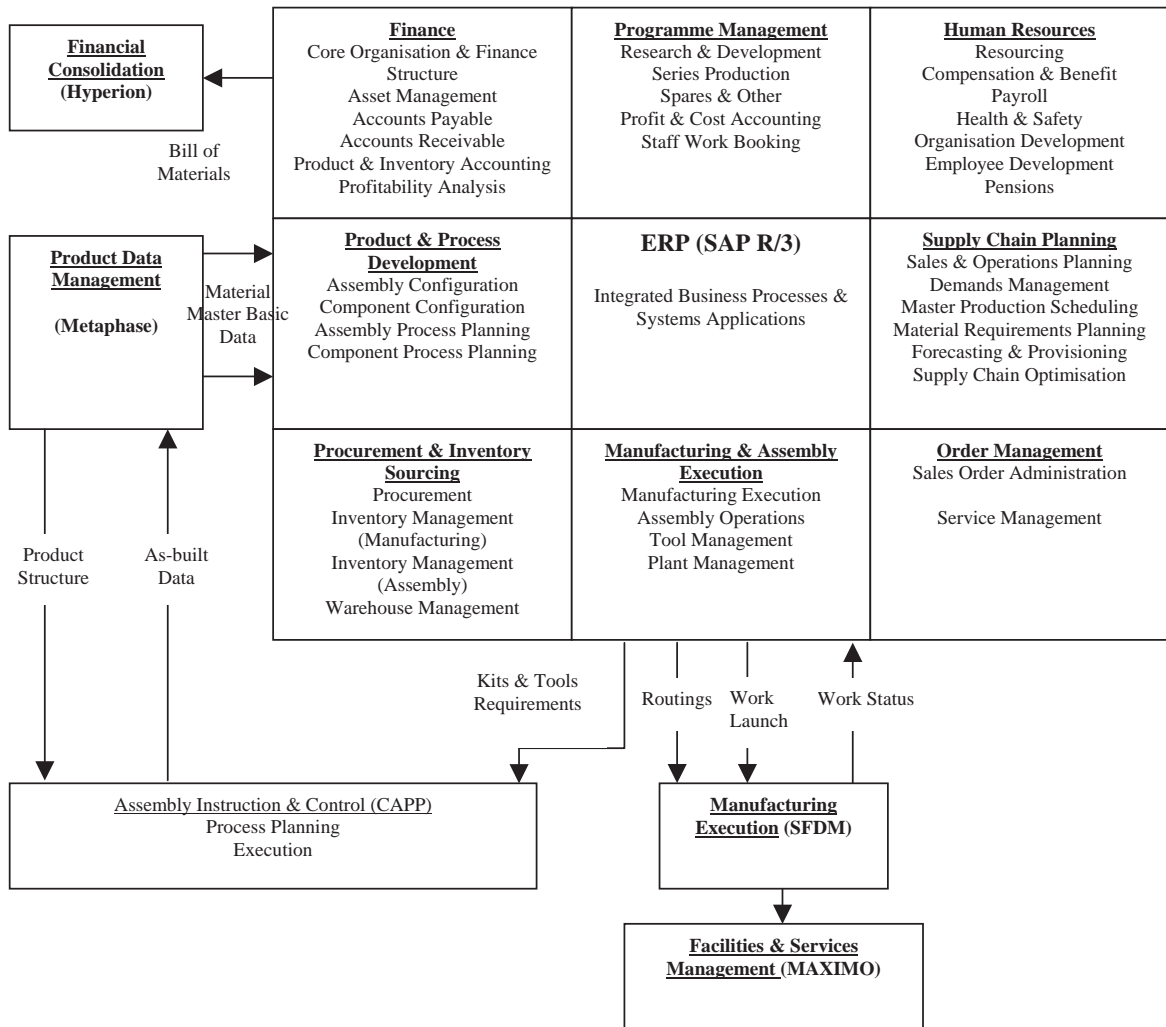 Financial
Consolidation
(Hyperion)
Finance
Core Organisation & Finance
Structure
Asset Management
Accounts Payable
Accounts Receivable
Product & Inventory Accounting
Profitability Analysis
Programme Management
Research & Development
Series Production
Spares & Other
Profit & Cost Accounting
Staff Work Booking
Human Resources
Resourcing
Compensation & Benefit
Payroll
Health & Safety
Organisation Development
Employee Development
Pensions
Bill of
Materials
Product Data
Management
(Metaphase)
Material
Master Basic
Data
Product & Process
Development
Assembly Configuration
Component Configuration
Assembly Process Planning
Component Process Planning
ERP (SAP R/3)
Integrated Business Processes &
Systems Applications
Supply Chain Planning
Sales & Operations Planning
Demands Management
Master Production Scheduling
Material Requirements Planning
Forecasting & Provisioning
Supply Chain Optimisation
Procurement & Inventory
Sourcing
Procurement
Inventory Management
(Manufacturing)
Inventory Management
(Assembly)
Warehouse Management
Manufacturing & Assembly
Execution
Manufacturing Execution
Assembly Operations
Tool Management
Plant Management
Order Management
Sales Order Administration
Service Management
Product
Structure
As-built
Data
Kits & Tools
Requirements
Routings
Work
Launch
Work Status
Assembly Instruction & Control (CAPP)
Process Planning
Execution
Manufacturing
Execution (SFDM)
Facilities & Services
Management (MAXIMO)